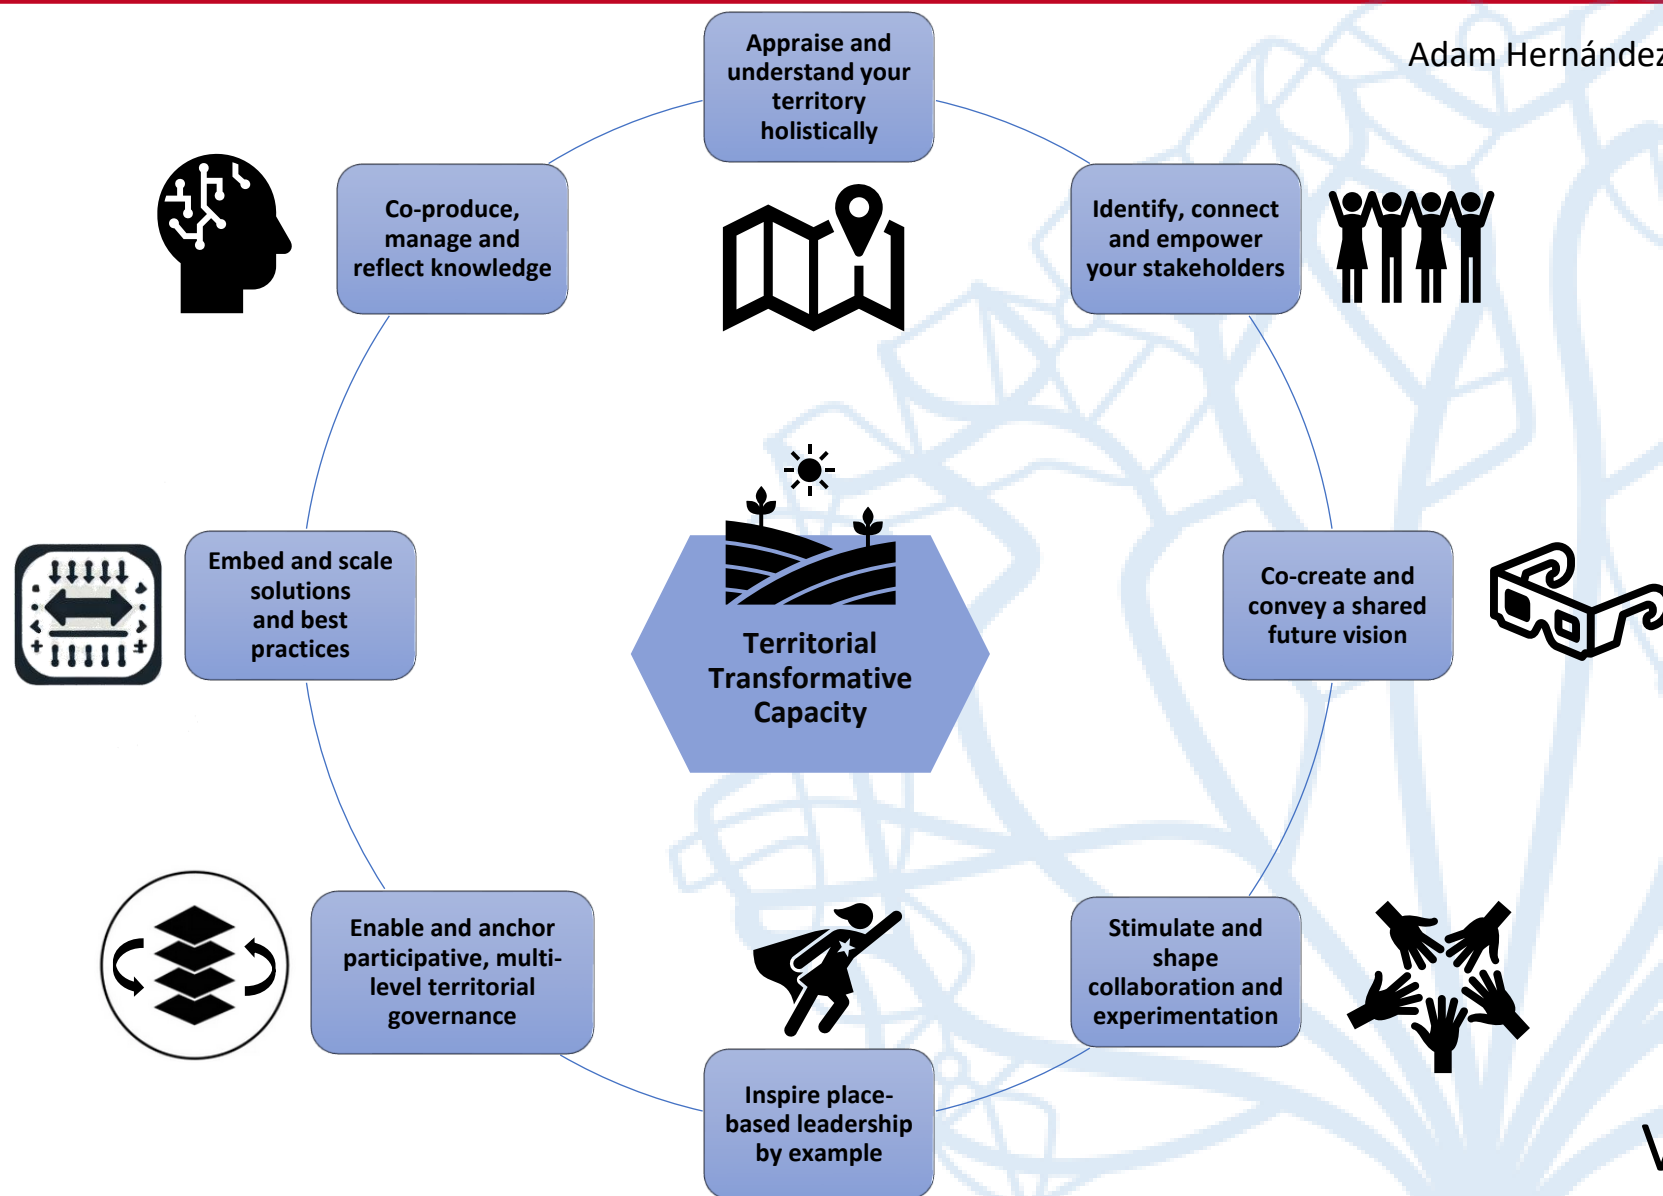 Adam Hernández
Appraise and
understand your
territory
holistically
Identify, connect
and empower
your stakeholders
Co-create and
convey a shared
future vision
Stimulate and
shape
collaboration and
experimentation
Inspire place-
based leadership
by example
Enable and anchor
participative, multi-
level territorial
governance
Embed and scale
solutions
and best
practices
Co-produce,
manage and
reflect knowledge
Territorial
Transformative
Capacity